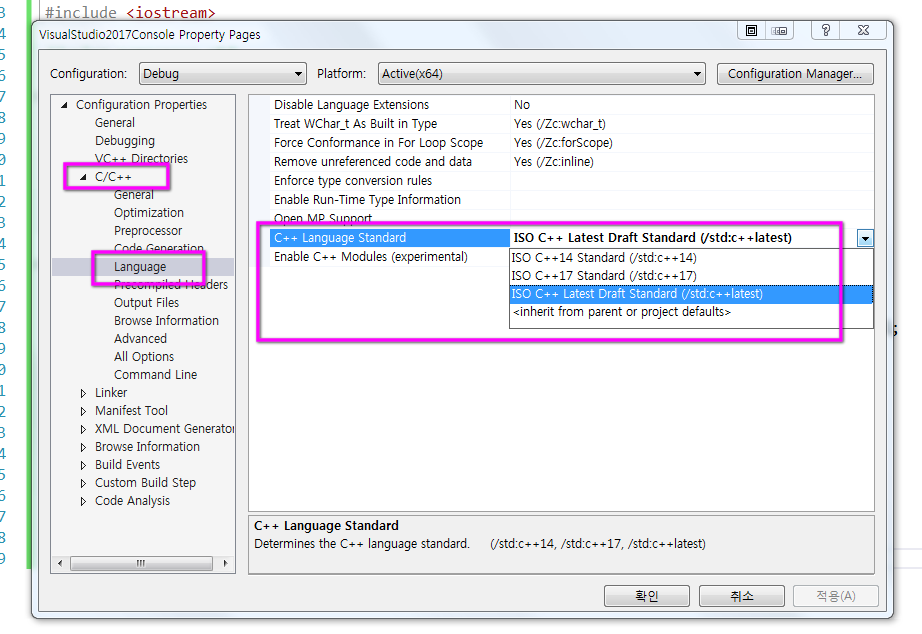 #include <iostream>
VisualStudio2017Console Property Pages
Configuration: Debug Platform: Active(x64) Configuration Manager...
Configuration Properties
General
Debugging
VC++ Directories
C/C++
General
Optimization
Preprocessor
Code Generation
Language
Precompiled Headers
Output Files
Browse Information
Advanced
All Options
Command Line
Linker
Manifest Tool
XML Document Generator
Browse Information
Build Events
Custom Build Step
Code Analysis
Disable Language Extensions No
Treat WChar_t As Built in Type Yes (/Zc:wchar_t)
Force Conformance in For Loop Scope Yes (/Zc:forScope)
Remove unreferenced code and data Yes (/Zc:inline)
Enforce type conversion rules
Enable Run-Time Type Information
Open MP Support
C++ Language Standard ISO C++ Latest Draft Standard (/std:c++latest)
Enable C++ Modules (experimental)
ISO C++14 Standard (/std:c++14)
ISO C++17 Standard (/std:c++17)
ISO C++ Latest Draft Standard (/std:c++latest)
<inherit from parent or project defaults>
;
C++ Language Standard
Determines the C++ language standard. (/std:c++14, /std:c++17, /std:c++latest)
확인 취소 적용(A)